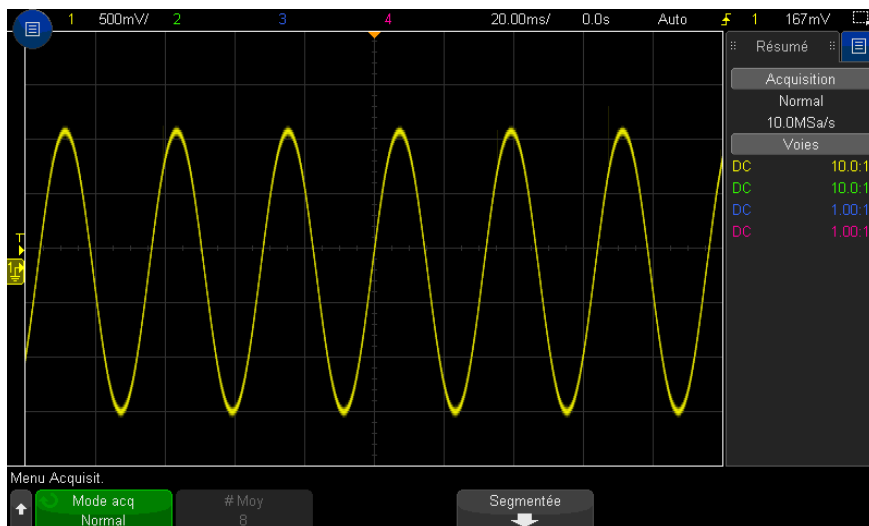 1 500mV/ 2 3 4 20.00ms/ 0.0s Auto 1 167mV
Résumé
Acquisition
Normal
10.0MSa/s
Voies
DC 10.0:1
DC 10.0:1
DC 1.00:1
DC 1.00:1
T
1
Menu Acquisit.
Mode acq # Moy Segmentée
Normal 8